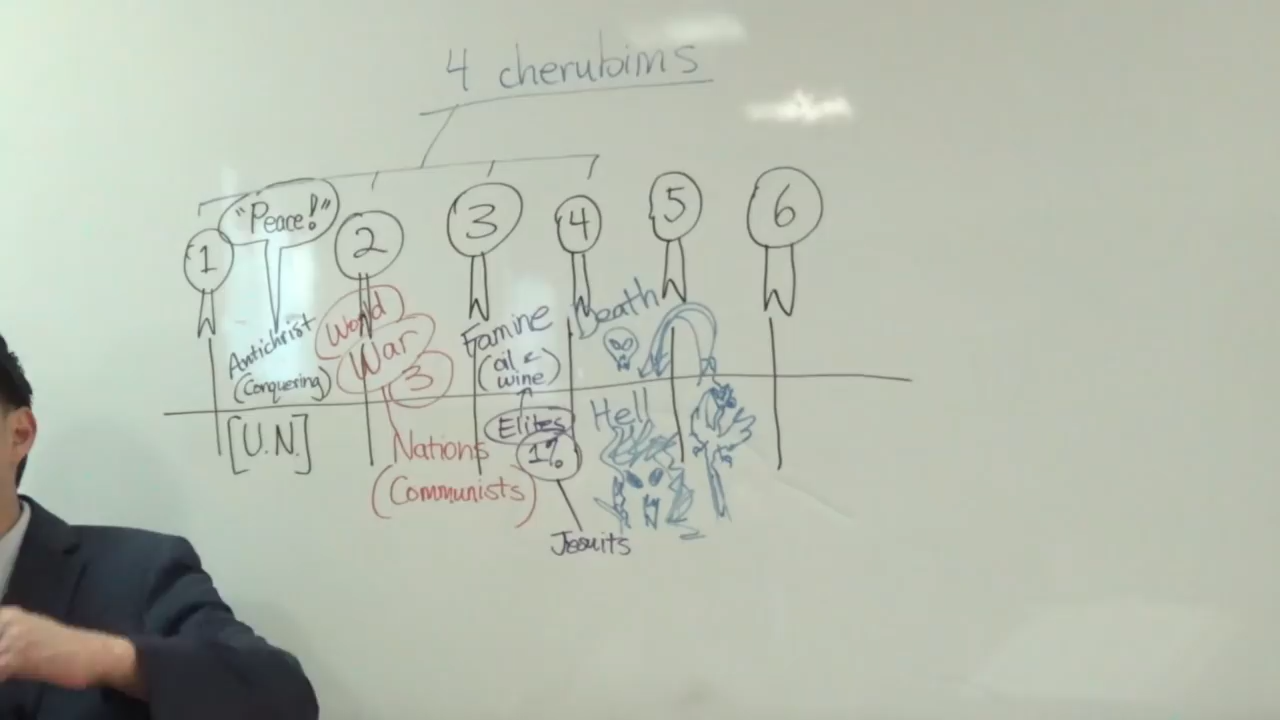 4 cherubims
1
"Peace!"
2
3
4
5
6
Antichrist
(Conquering)
[U.N.]
World
War
3
Nations
(Communists)
Famine
(oil &
wine)
Elites
1%
Jesuits
Death
Hell